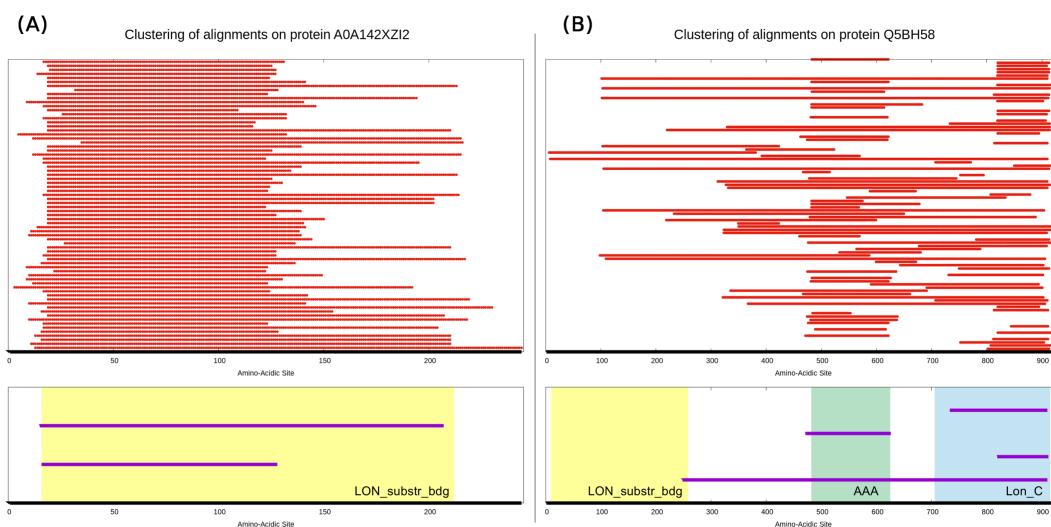 (A)
Clustering of alignments on protein A0A142XZI2
0 50 100 150 200
Amino-Acidic Site
LON_substr_bdg
0 50 100 150 200
Amino-Acidic Site
(B)
Clustering of alignments on protein Q5BH58
0 100 200 300 400 500 600 700 800 900
Amino-Acidic Site
LON_substr_bdg AAA Lon_C
0 100 200 300 400 500 600 700 800 900
Amino-Acidic Site